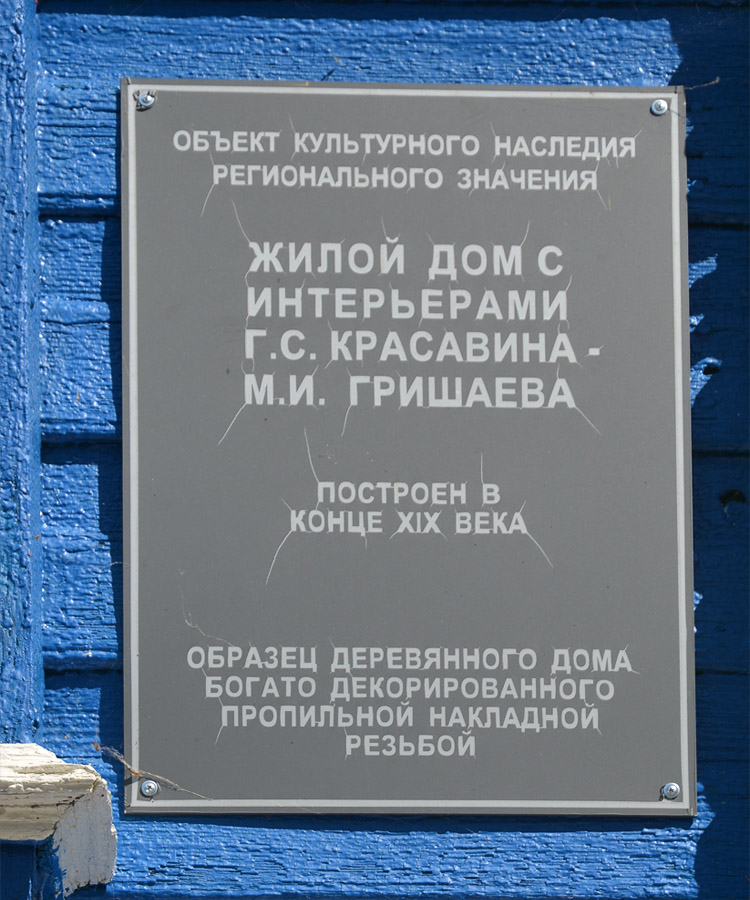 ОБЪЕКТ КУЛЬТУРНОГО НАСЛЕДИЯ
РЕГИОНАЛЬНОГО ЗНАЧЕНИЯ
ЖИЛОЙ ДОМ С
ИНТЕРЬЕРАМИ
Г.С. КРАСАВИНА -
М.И. ГРИШАЕВА
ПОСТРОЕН В
КОНЦЕ XIX ВЕКА
ОБРАЗЕЦ ДЕРЕВЯННОГО ДОМА
БОГАТО ДЕКОРИРОВАННОГО
ПРОПИЛЬНОЙ НАКЛАДНОЙ
РЕЗЬБОЙ